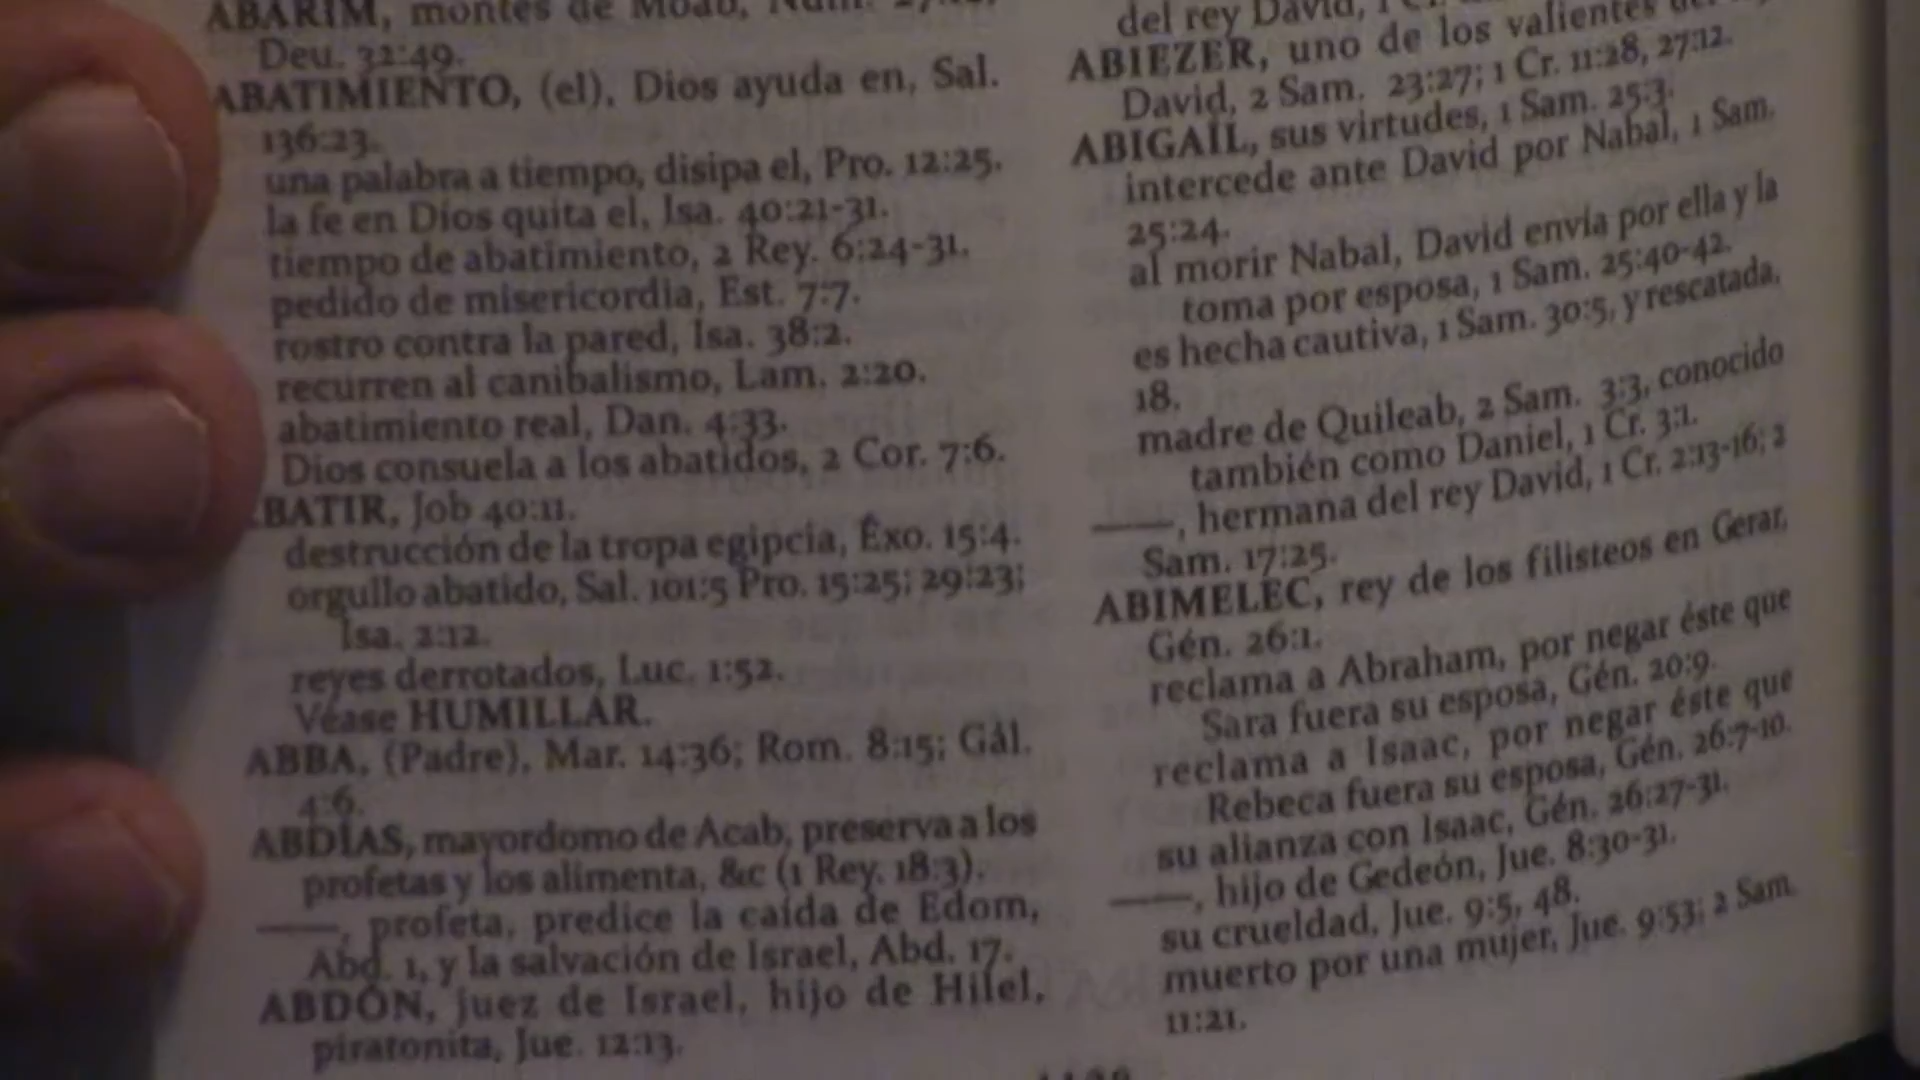 ABARIM, montes de Moab, Núm.
Deu. 32:49.
ABATIMIENTO, (el), Dios ayuda en, Sal.
136:23.
una palabra a tiempo, disipa el, Pro. 12:25.
la fe en Dios quita el, Isa. 40:21-31.
tiempo de abatimiento, 2 Rey. 6:24-31.
pedido de misericordia, Est. 7:7.
rostro contra la pared, Isa. 38:2.
recurren al canibalismo, Lam. 2:20.
abatimiento real, Dan. 4:33.
Dios consuela a los abatidos, 2 Cor. 7:6.
BATIR, Job 40:11.
destrucción de la tropa egipcia, Éxo. 15:4.
orgullo abatido, Sal. 101:5 Pro. 15:25; 29:23;
Isa. 2:12.
reyes derrotados, Luc. 1:52.
Véase HUMILLAR.
ABBA, (Padre), Mar. 14:36; Rom. 8:15; Gál.
4:6.
ABDÍAS, mayordomo de Acab, preserva a los
profetas y los alimenta, &c (1 Rey. 18:3).
——, profeta, predice la caída de Edom,
Abd. 1, y la salvación de Israel, Abd. 17.
ABDÓN, juez de Israel, hijo de Hilel,
piratonita, Jue. 12:13.
del rey David,
ABIEZER, uno de los valientes
David, 2 Sam. 23:27; 1 Cr. 11:28, 27:12.
ABIGAÍL, sus virtudes, 1 Sam. 25:3.
intercede ante David por Nabal, 1 Sam.
25:24.
al morir Nabal, David envía por ella y la
toma por esposa, 1 Sam. 25:40-42.
es hecha cautiva, 1 Sam. 30:5, y rescatada,
18.
madre de Quileab, 2 Sam. 3:3, conocido
también como Daniel, 1 Cr. 3:1.
——, hermana del rey David, 1 Cr. 2:13-16; 2
Sam. 17:25.
ABIMELEC, rey de los filisteos en Gerar,
Gén. 26:1.
reclama a Abraham, por negar éste que
Sara fuera su esposa, Gén. 20:9.
reclama a Isaac, por negar éste que
Rebeca fuera su esposa, Gén. 26:7-10.
su alianza con Isaac, Gén. 26:27-31.
——, hijo de Gedeón, Jue. 8:30-31.
su crueldad, Jue. 9:5, 48.
muerto por una mujer, Jue. 9:53; 2 Sam.
11:21.